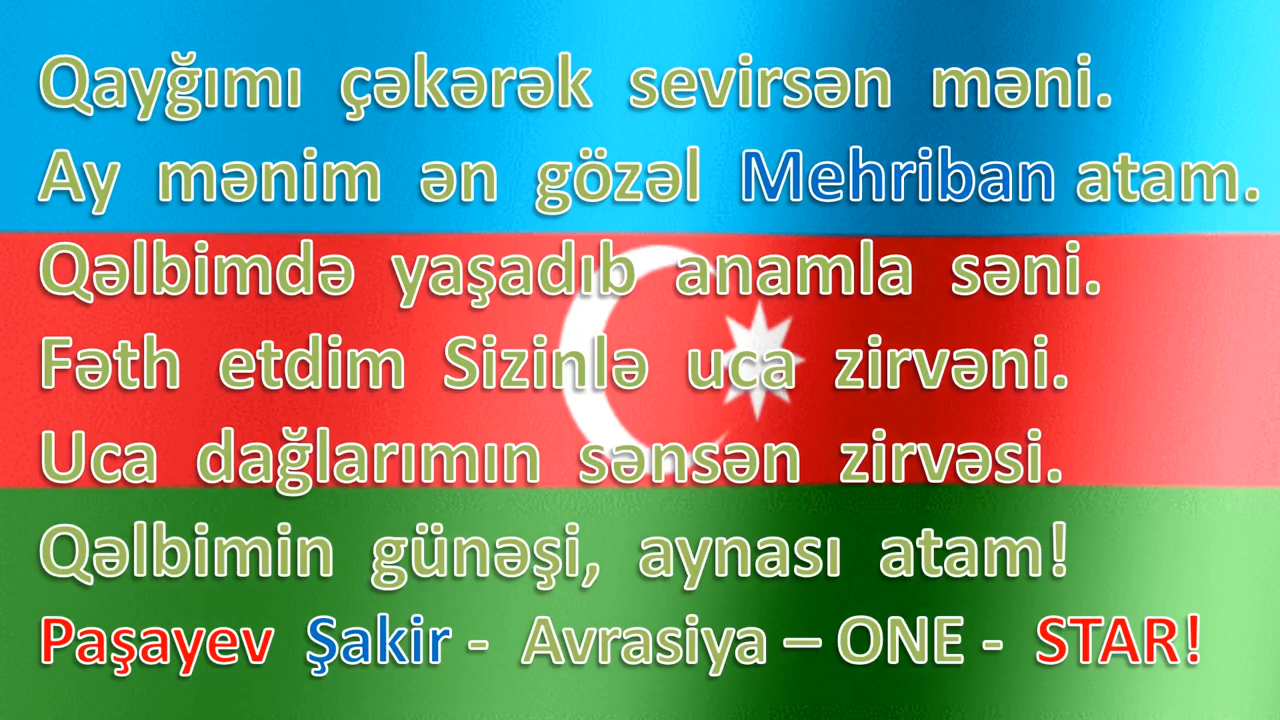 Qayğımı çəkərək sevirsən məni.
Ay mənim ən gözəl Mehriban atam.
Qəlbimdə yaşadıb anamla səni.
Fəth etdim Sizinlə uca zirvəni.
Uca dağlarımın sənsən zirvəsi.
Qəlbimin günəşi, aynası atam!
Paşayev Şakir - Avrasiya – ONE - STAR!